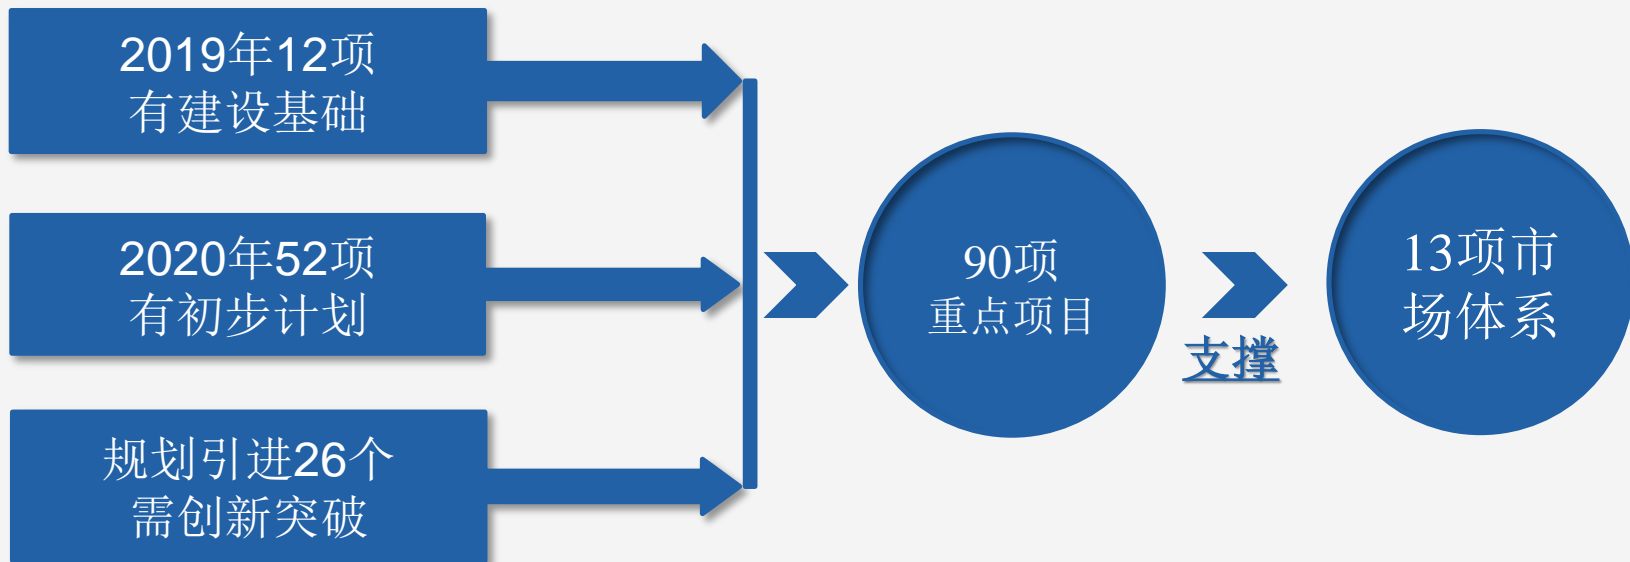 2019年12项
有建设基础
2020年52项
有初步计划
规划引进26个
需创新突破
90项
重点项目
支撑
13项市
场体系